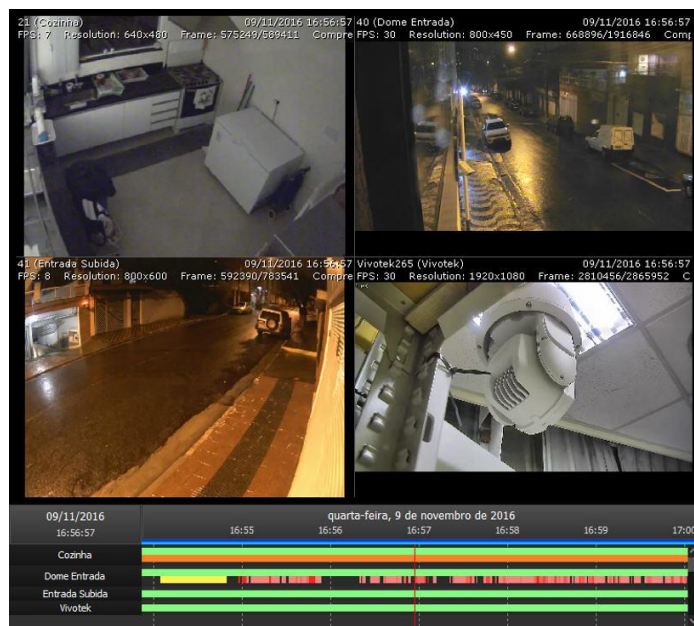 21 (Cozinha) 09/11/2016 16:56:57
FPS: 7 Resolution: 640x480 Frame: 575249/589411 Compre
40 (Dome Entrada) 09/11/2016 16:56:57
FPS: 30 Resolution: 800x450 Frame: 668896/1916846 Comp
41 (Entrada Subida) 09/11/2016 16:56:57
FPS: 8 Resolution: 800x600 Frame: 592390/783541 Compre
Vivotek265 (Vivotek) 09/11/2016 16:56:57
FPS: 30 Resolution: 1920x1080 Frame: 2810456/2865952 C
09/11/2016
16:56:57
quarta-feira, 9 de novembro de 2016
16:55 16:56 16:57 16:58 16:59 17:00
Cozinha
Dome Entrada
Entrada Subida
Vivotek